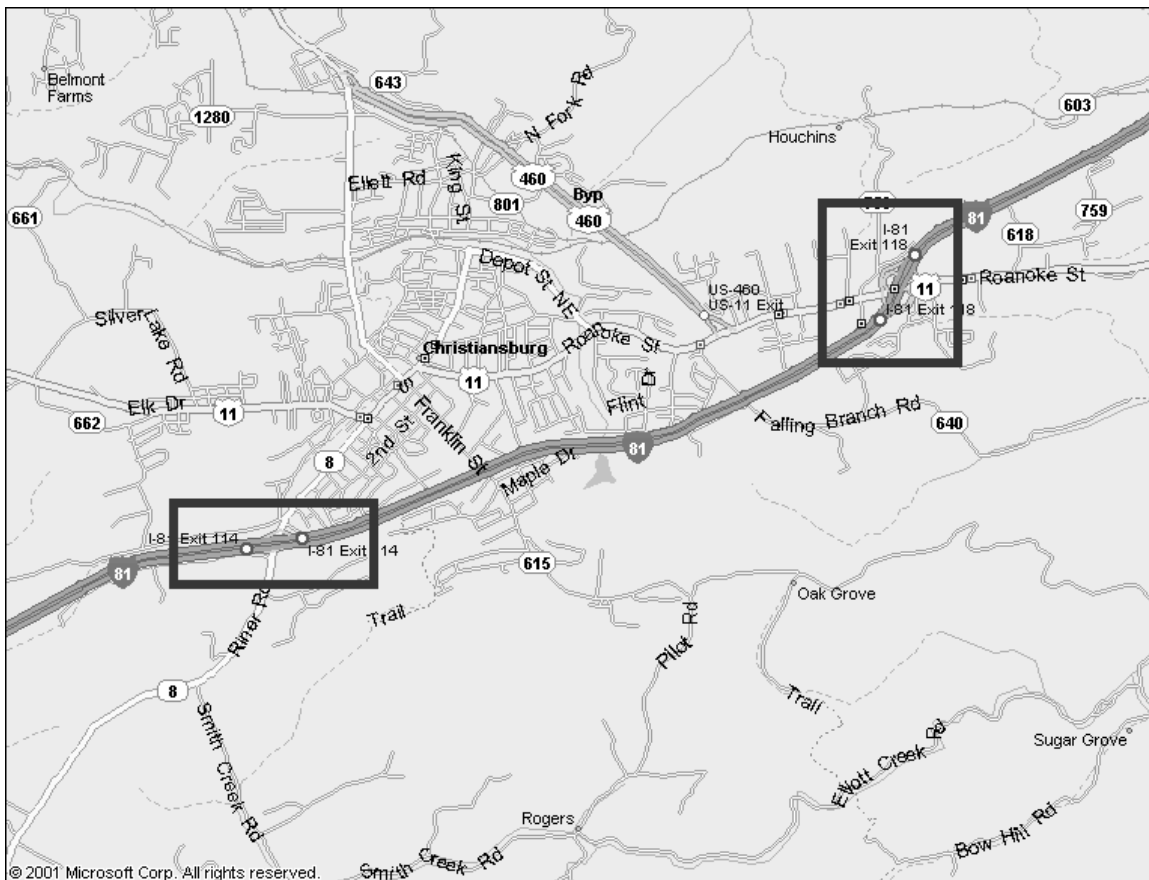 Belmont
Farms
643
1280
N Fork Rd
603
Houchins
King St
Ellett Rd
460
Byp
801
460
661
759
81
618
I-81
Exit 118
Depot St NE
Roanoke St
US-460
US-11 Exit
11
I-81 Exit 118
Silver Lake Rd
Christiansburg
Roanoke St
11
Elk Dr
11
S Franklin St
Flint Dr
Falling Branch Rd
662
640
2nd St
8
81
Maple Dr
I-81 Exit 114
I-81 Exit 114
81
615
Oak Grove
Riner Rd
Trail
Pilot Rd
8
Trail
Smith Creek Rd
Sugar Grove
Elliott Creek Rd
Rogers
Bow Hill Rd
Smith Creek Rd
© 2001 Microsoft Corp. All rights reserved.